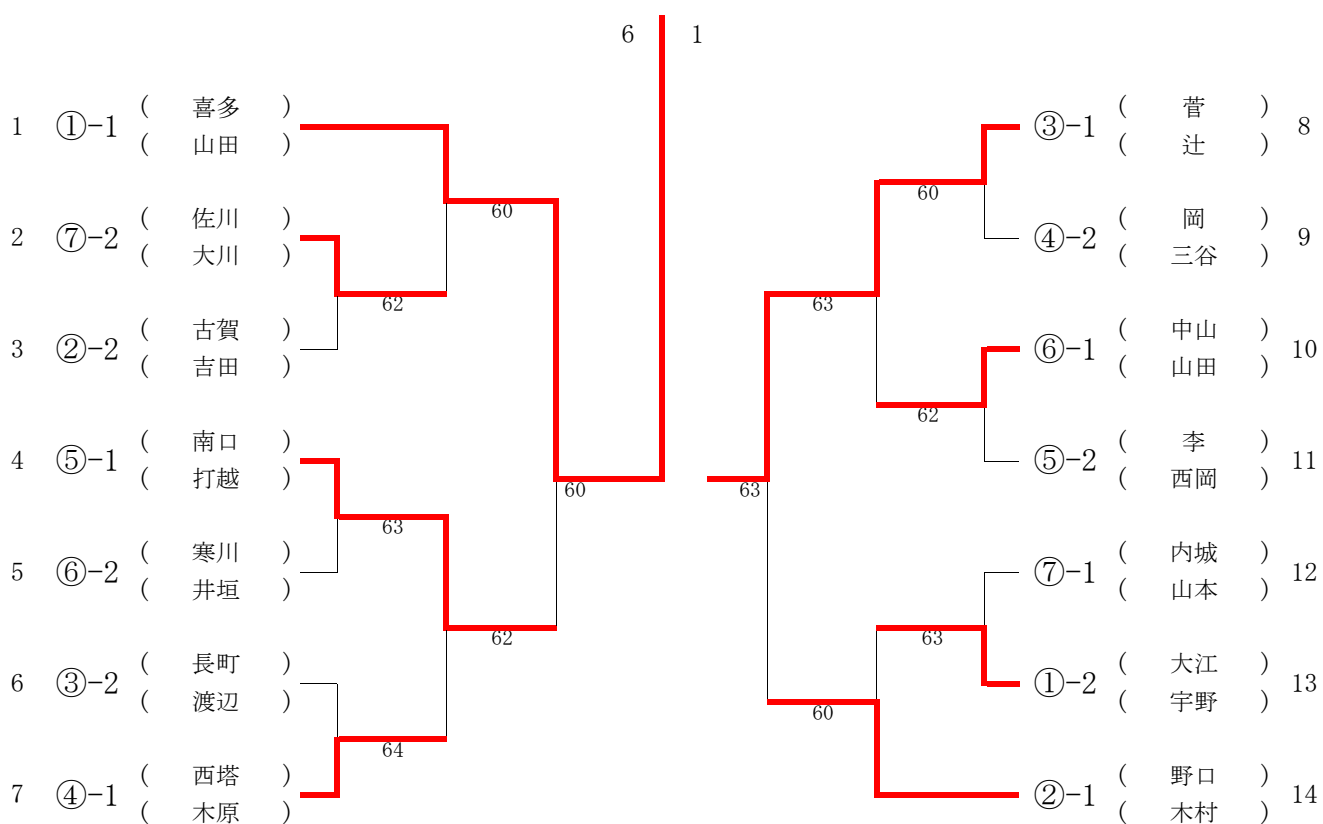 6 1
1 ①-1 ( 喜多 )
( 山田 )
60
2 ⑦-2 ( 佐川 )
( 大川 )
62
3 ②-2 ( 古賀 )
( 吉田 )
4 ⑤-1 ( 南口 )
( 打越 )
60
63
5 ⑥-2 ( 寒川 )
( 井垣 )
62
6 ③-2 ( 長町 )
( 渡辺 )
64
7 ④-1 ( 西塔 )
( 木原 )
③-1 ( 菅 ) 8
( 辻 )
60
④-2 ( 岡 ) 9
( 三谷 )
63
⑥-1 ( 中山 ) 10
( 山田 )
62
⑤-2 ( 李 ) 11
( 西岡 )
63
⑦-1 ( 内城 ) 12
( 山本 )
63
①-2 ( 大江 ) 13
( 宇野 )
60
②-1 ( 野口 ) 14
( 木村 )